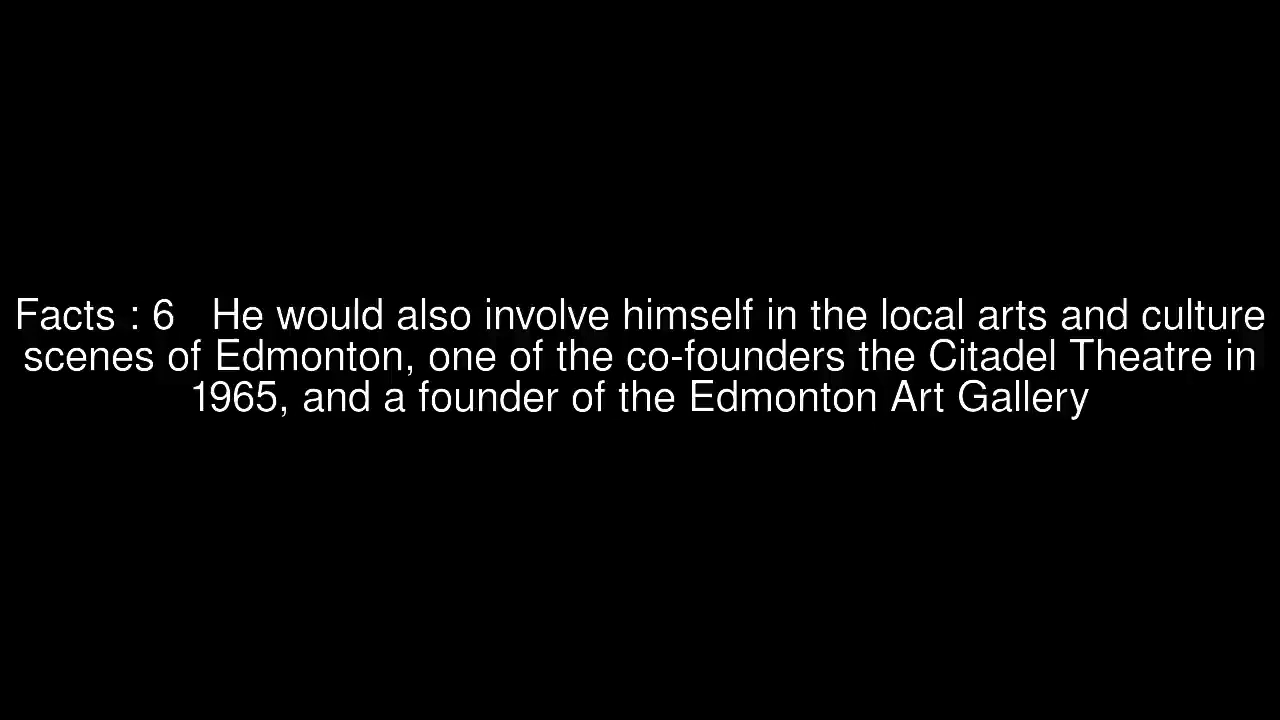 Facts : 6   He would also involve himself in the local arts and culture
scenes of Edmonton, one of the co-founders the Citadel Theatre in
1965, and a founder of the Edmonton Art Gallery